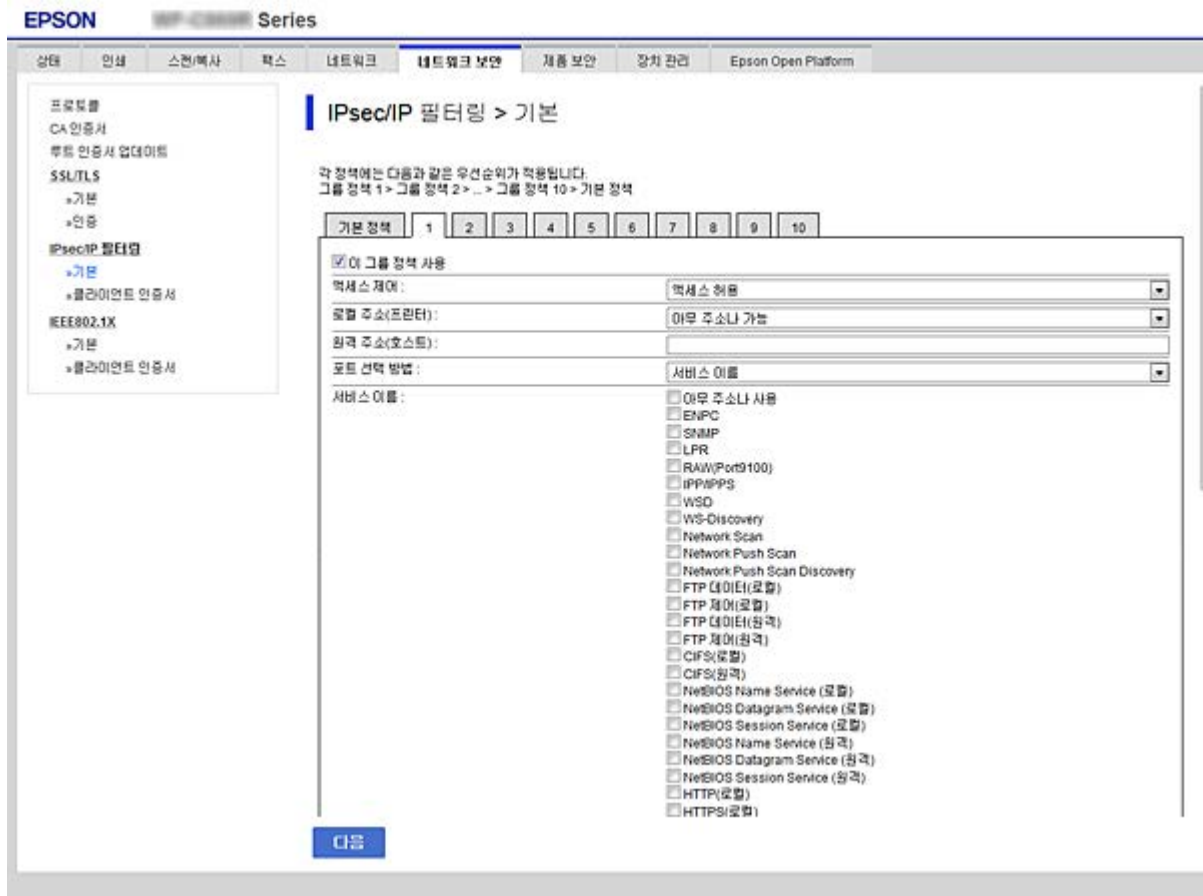 EPSON Series
상태 인쇄 스캔/복사 팩스 네트워크 네트워크 보안 제품 보안 장치 관리 Epson Open Platform
프로토콜
CA 인증서
루트 인증서 업데이트
SSL/TLS
»기본
»인증
IPsec/IP 필터링
»기본
»클라이언트 인증서
IEEE802.1X
»기본
»클라이언트 인증서
IPsec/IP 필터링 > 기본
각 정책에는 다음과 같은 우선순위가 적용됩니다.
그룹 정책 1 > 그룹 정책 2 > ... > 그룹 정책 10 > 기본 정책
기본 정책 1 2 3 4 5 6 7 8 9 10
이 그룹 정책 사용
액세스 제어 : 액세스 허용
로컬 주소(프린터) : 아무 주소나 가능
원격 주소(호스트) :
포트 선택 방법 : 서비스 이름
서비스 이름 : 아무 주소나 사용
ENPC
SNMP
LPR
RAW(Port9100)
IPP/IPPS
WSD
WS-Discovery
Network Scan
Network Push Scan
Network Push Scan Discovery
FTP 데이터(로컬)
FTP 제어(로컬)
FTP 데이터(원격)
FTP 제어(원격)
CIFS(로컬)
CIFS(원격)
NetBIOS Name Service (로컬)
NetBIOS Datagram Service (로컬)
NetBIOS Session Service (로컬)
NetBIOS Name Service (원격)
NetBIOS Datagram Service (원격)
NetBIOS Session Service (원격)
HTTP(로컬)
HTTPS(로컬)
다음